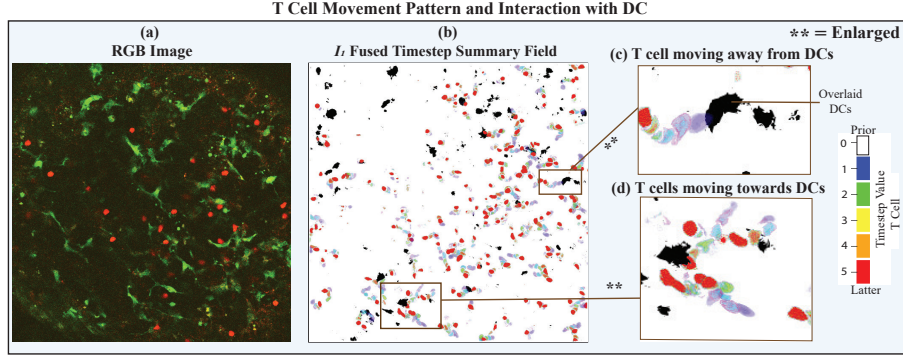 T Cell Movement Pattern and Interaction with DC
(a)
RGB Image
(b)
It Fused Timestep Summary Field
** = Enlarged
(c) T cell moving away from DCs
**
**
Overlaid
DCs
(d) T cells moving towards DCs
**
Prior
0
1
2
3
4
5
Latter
Timestep Value
T Cell